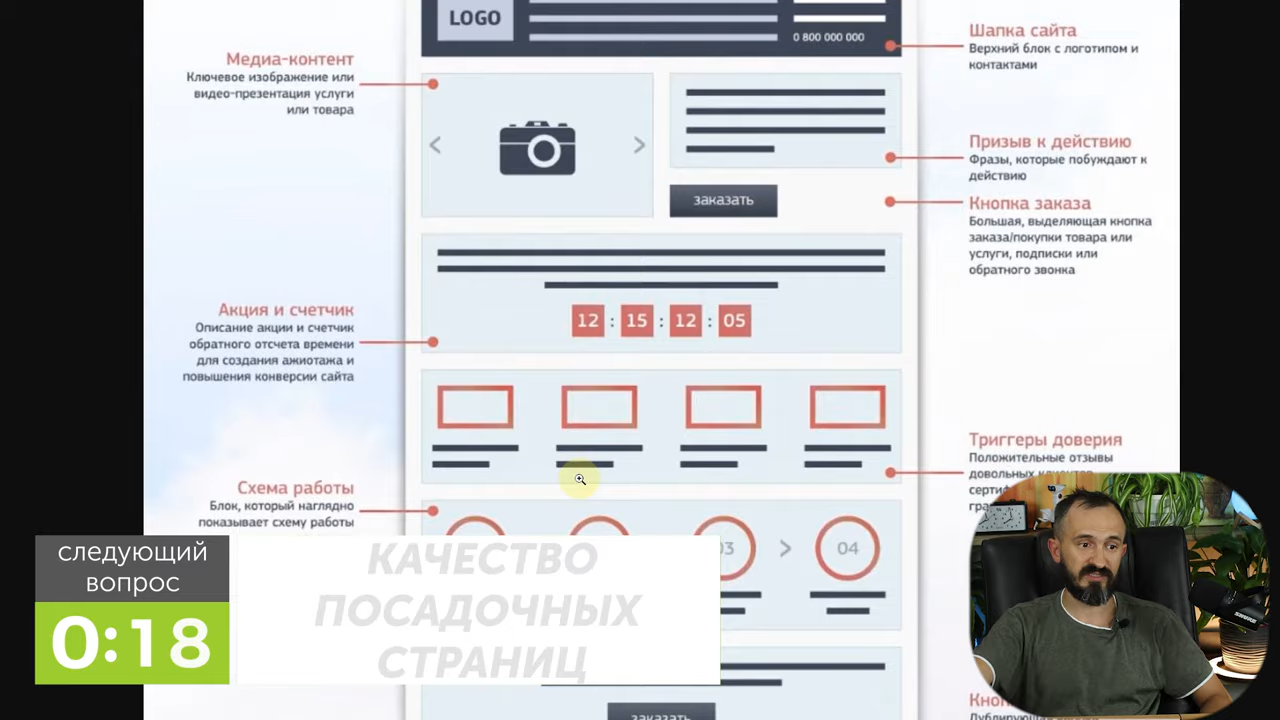 LOGO
0 800 000 000
Шапка сайта
Верхний блок с логотипом и
контактами
Медиа-контент
Ключевое изображение или
видео-презентация услуги
или товара
<
>
Призыв к действию
Фразы, которые побуждают к
действию
заказать
Кнопка заказа
Большая, выделяющая кнопка
заказа/покупки товара или
услуги, подписки или
обратного звонка
Акция и счетчик
Описание акции и счетчик
обратного отсчета времени
для создания ажиотажа и
повышения конверсии сайта
12 : 15 : 12 : 05
Триггеры доверия
Положительные отзывы
довольных клиентов
Схема работы
Блок, который наглядно
показывает схему работы
03 > 04
следующий
вопрос
0:18
КАЧЕСТВО
ПОСАДОЧНЫХ
СТРАНИЦ
заказать